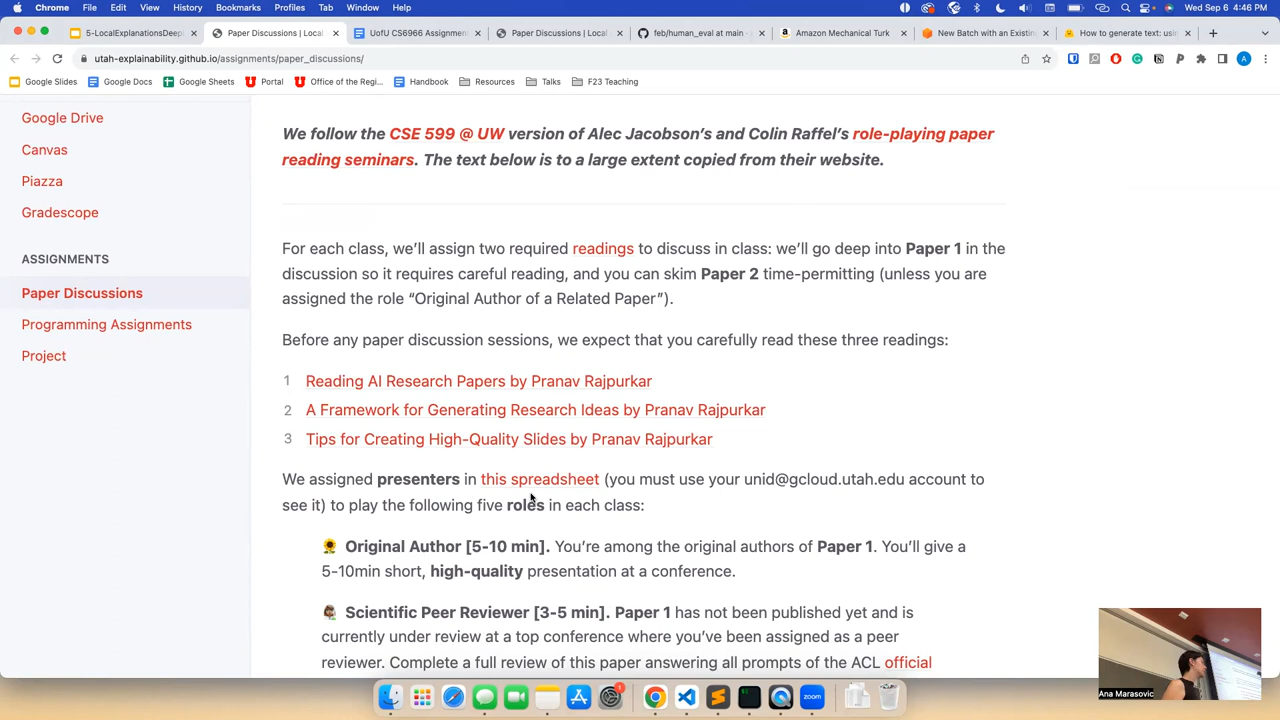 Chrome File Edit View History Bookmarks Profiles Tab Window Help Wed Sep 6 4:46 PM
5-LocalExplanationsDeepL Paper Discussions | Local UofU CS6966 Assignment Paper Discussions | Local feb/human_eval at main · Amazon Mechanical Turk New Batch with an Existing How to generate text: usin
utah-explainability.github.io/assignments/paper_discussions/
Google Slides Google Docs Google Sheets Portal Office of the Regi... Handbook Resources Talks F23 Teaching
Google Drive
Canvas
Piazza
Gradescope
ASSIGNMENTS
Paper Discussions
Programming Assignments
Project
We follow the CSE 599 @ UW version of Alec Jacobson’s and Colin Raffel’s role-playing paper
reading seminars. The text below is to a large extent copied from their website.
For each class, we’ll assign two required readings to discuss in class: we’ll go deep into Paper 1 in the
discussion so it requires careful reading, and you can skim Paper 2 time-permitting (unless you are
assigned the role “Original Author of a Related Paper”).
Before any paper discussion sessions, we expect that you carefully read these three readings:
1 Reading AI Research Papers by Pranav Rajpurkar
2 A Framework for Generating Research Ideas by Pranav Rajpurkar
3 Tips for Creating High-Quality Slides by Pranav Rajpurkar
We assigned presenters in this spreadsheet (you must use your unid@gcloud.utah.edu account to
see it) to play the following five roles in each class:
Original Author [5-10 min]. You’re among the original authors of Paper 1. You’ll give a
5-10min short, high-quality presentation at a conference.
Scientific Peer Reviewer [3-5 min]. Paper 1 has not been published yet and is
currently under review at a top conference where you’ve been assigned as a peer
reviewer. Complete a full review of this paper answering all prompts of the ACL official
Ana Marasovic